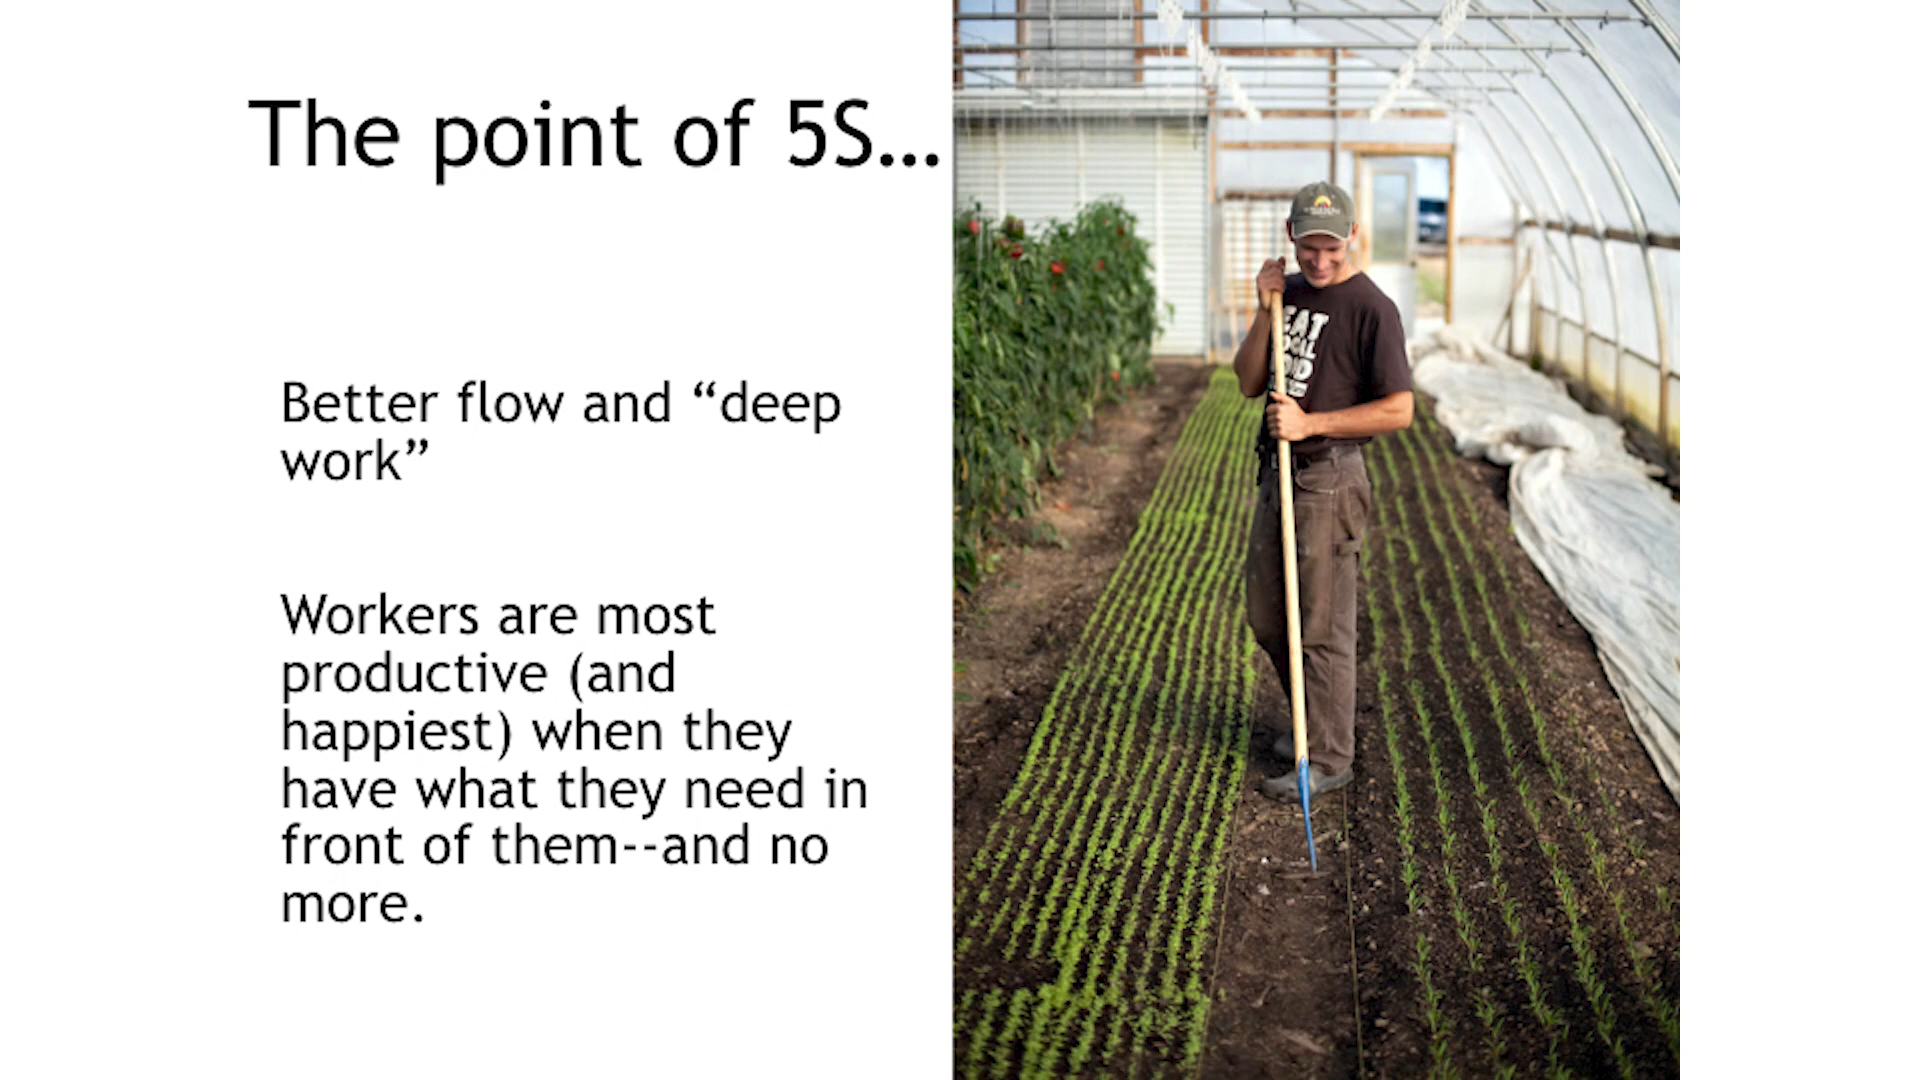 The point of 5S...
Better flow and “deep
work”
Workers are most
productive (and
happiest) when they
have what they need in
front of them--and no
more.
EAT